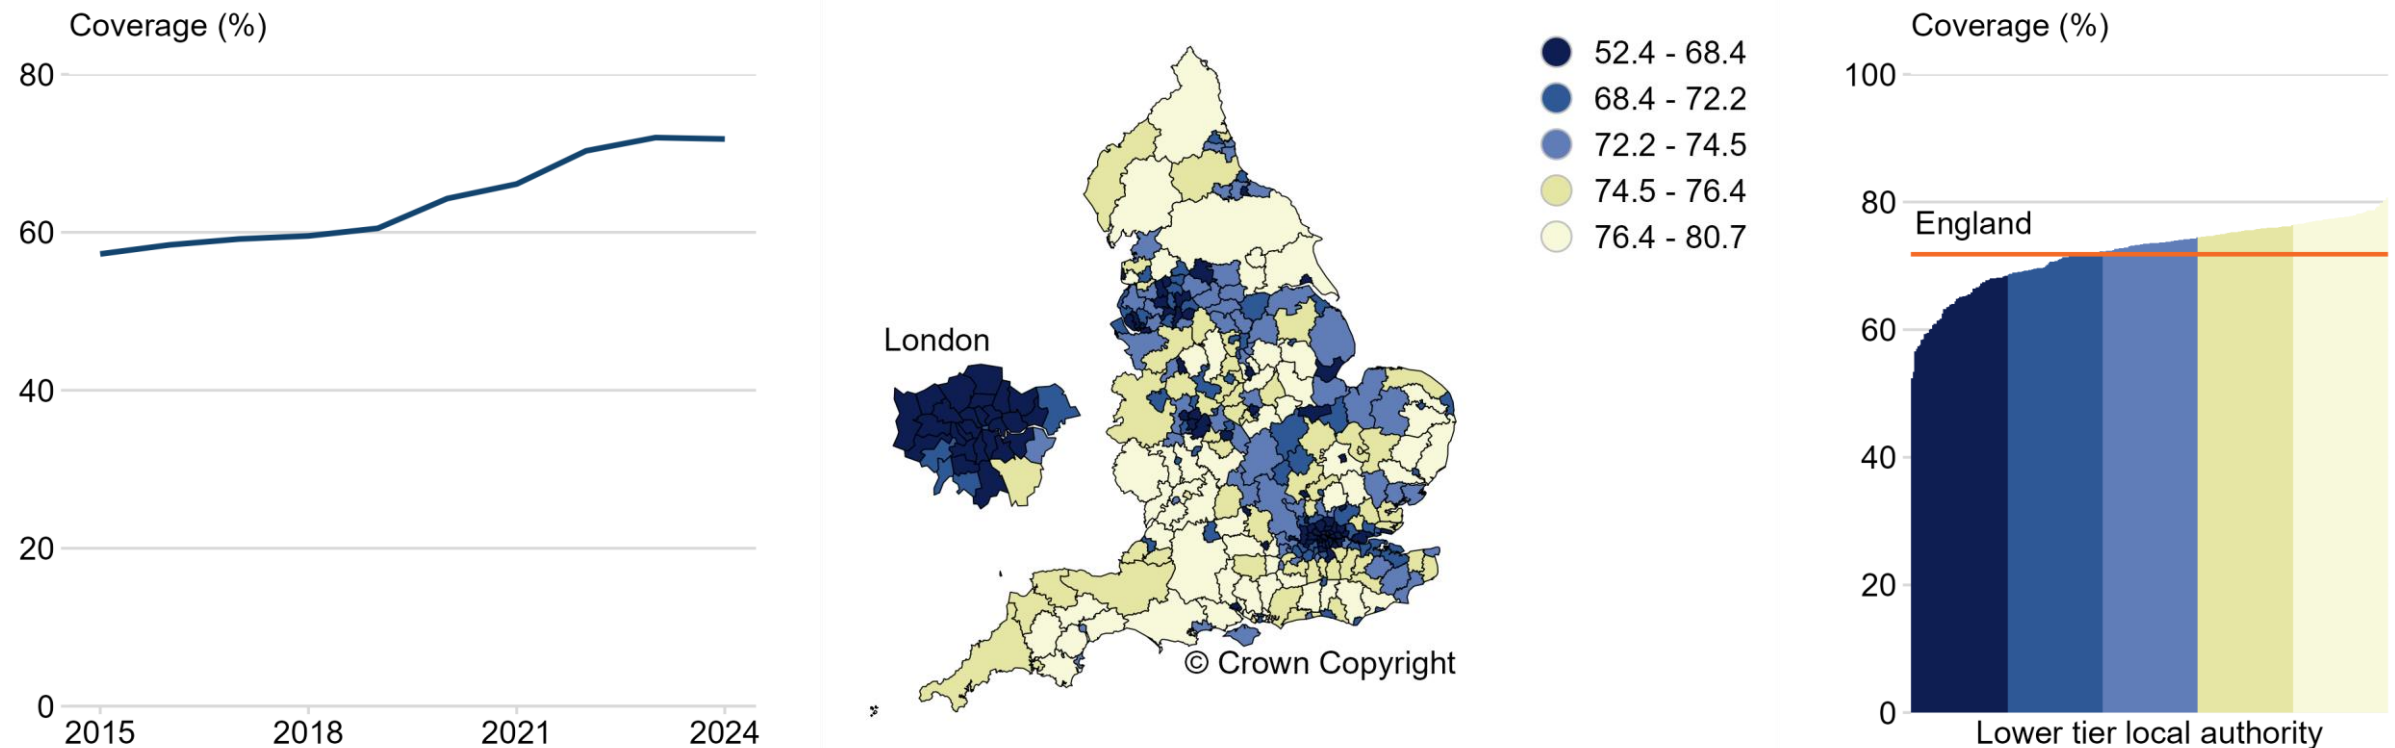 Coverage (%)
80
60
40
20
0
2015 2018 2021 2024
London
© Crown Copyright
52.4 - 68.4
68.4 - 72.2
72.2 - 74.5
74.5 - 76.4
76.4 - 80.7
Coverage (%)
100
80
England
60
40
20
0
Lower tier local authority